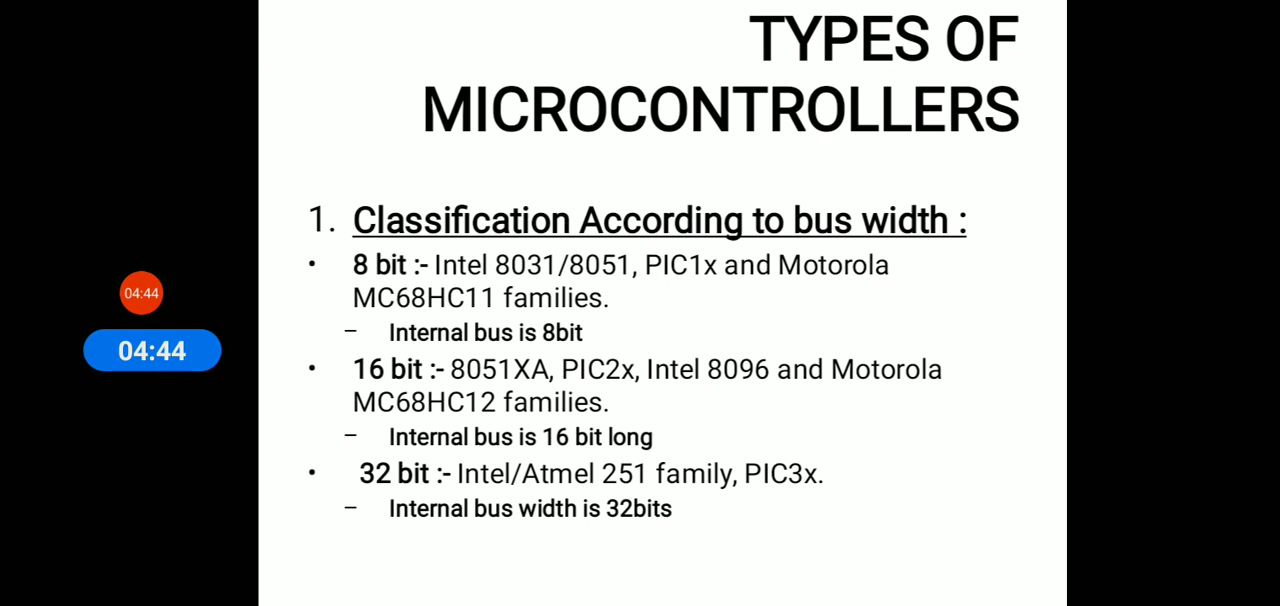 TYPES OF
MICROCONTROLLERS
1. Classification According to bus width :
• 8 bit :- Intel 8031/8051, PIC1x and Motorola
MC68HC11 families.
– Internal bus is 8bit
• 16 bit :- 8051XA, PIC2x, Intel 8096 and Motorola
MC68HC12 families.
– Internal bus is 16 bit long
• 32 bit :- Intel/Atmel 251 family, PIC3x.
– Internal bus width is 32bits
04:44
04:44